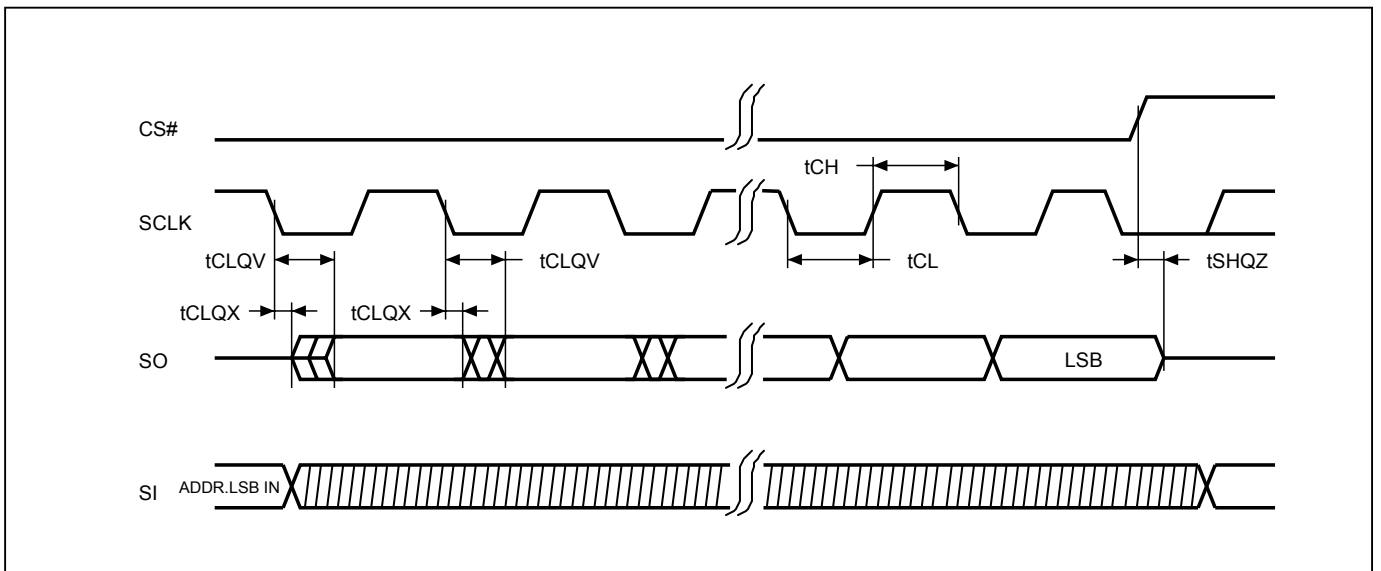 CS#
tCH
SCLK
tCLQV
tCLQV
tCL
tSHQZ
tCLQX
tCLQX
SO
LSB
SI
ADDR.LSB IN